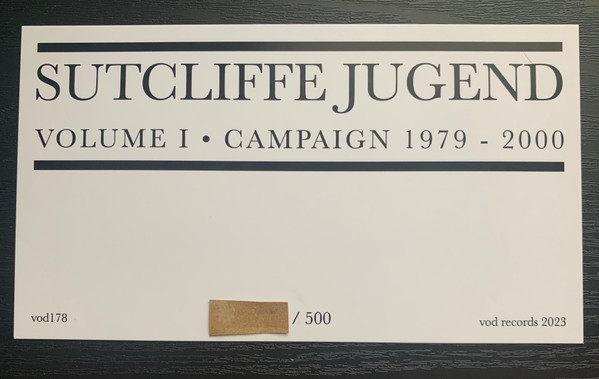 SUTCLIFFE JUGEND
VOLUME I • CAMPAIGN 1979 - 2000
vod178
/ 500
vod records 2023